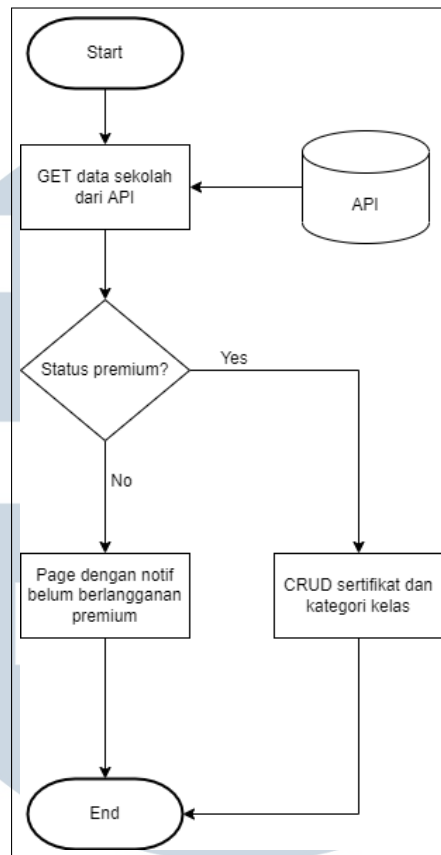 Start
GET data sekolah
dari API
API
Status premium?
Yes
No
Page dengan notif
belum berlangganan
premium
CRUD sertifikat dan
kategori kelas
End